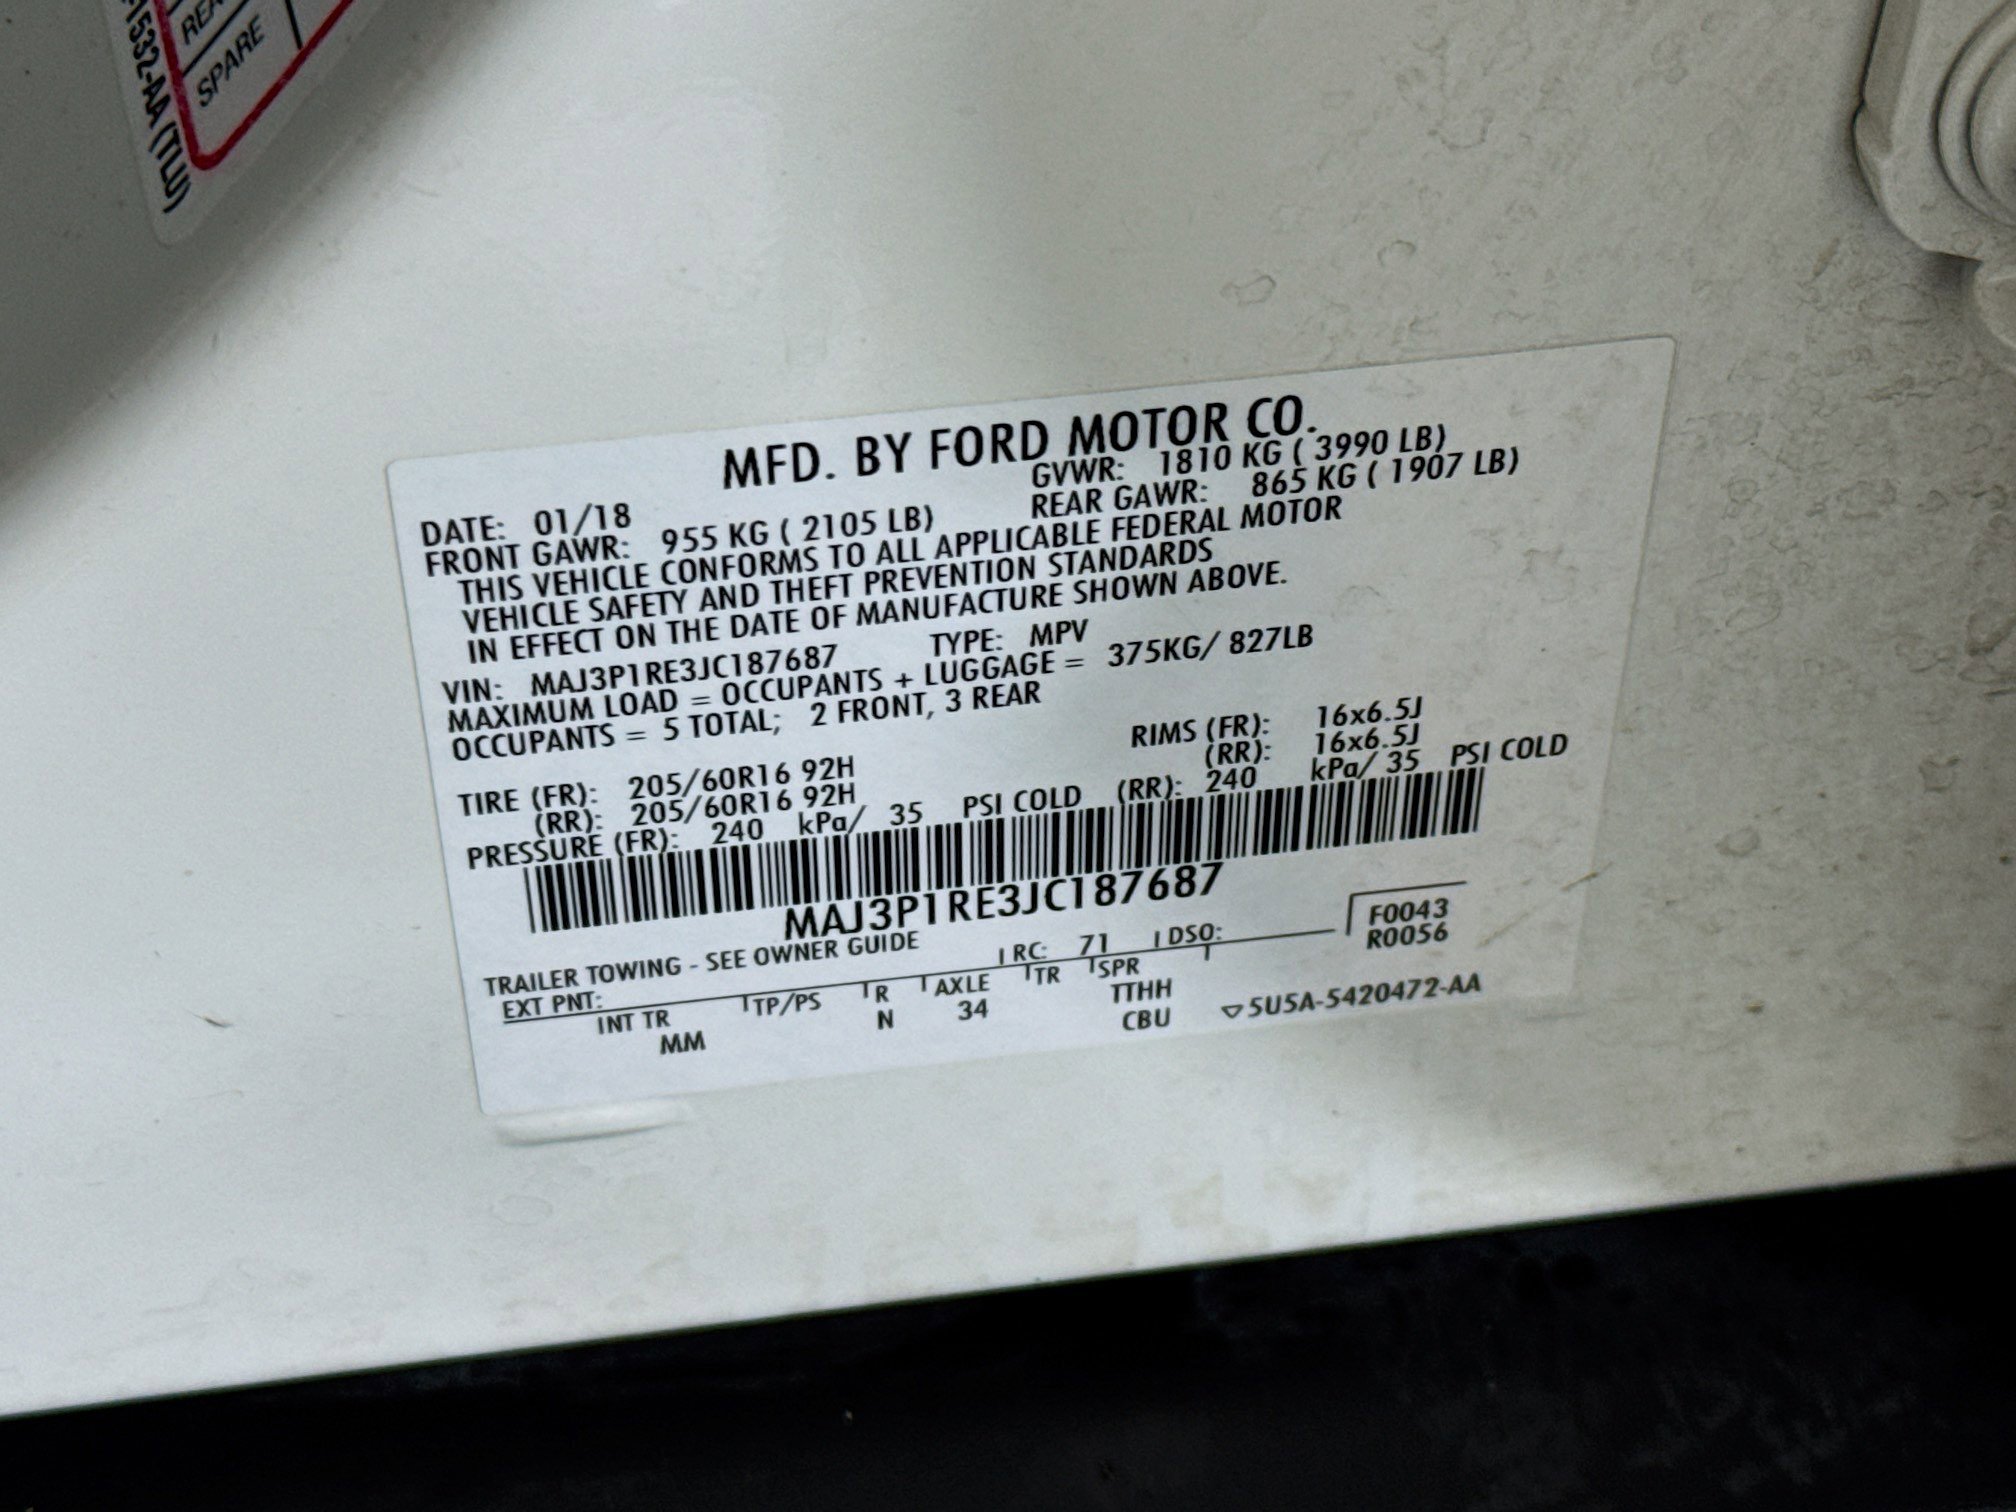 REA
SPARE
1532-AA (TLU)
MFD. BY FORD MOTOR CO.
DATE: 01/18 GVWR: 1810 KG ( 3990 LB)
FRONT GAWR: 955 KG ( 2105 LB) REAR GAWR: 865 KG ( 1907 LB)
THIS VEHICLE CONFORMS TO ALL APPLICABLE FEDERAL MOTOR
VEHICLE SAFETY AND THEFT PREVENTION STANDARDS
IN EFFECT ON THE DATE OF MANUFACTURE SHOWN ABOVE.
VIN: MAJ3P1RE3JC187687 TYPE: MPV
MAXIMUM LOAD = OCCUPANTS + LUGGAGE = 375KG/ 827LB
OCCUPANTS = 5 TOTAL; 2 FRONT, 3 REAR
TIRE (FR): 205/60R16 92H RIMS (FR): 16x6.5J
(RR): 205/60R16 92H (RR): 16x6.5J
PRESSURE (FR): 240 kPa/ 35 PSI COLD (RR): 240 kPa/ 35 PSI COLD
MAJ3P1RE3JC187687
TRAILER TOWING - SEE OWNER GUIDE
F0043
R0056
EXT PNT: RC: 71 DSO:
INT TR TP/PS R AXLE TR SPR
MM N 34 TTHH
CBU
▽5U5A-5420472-AA